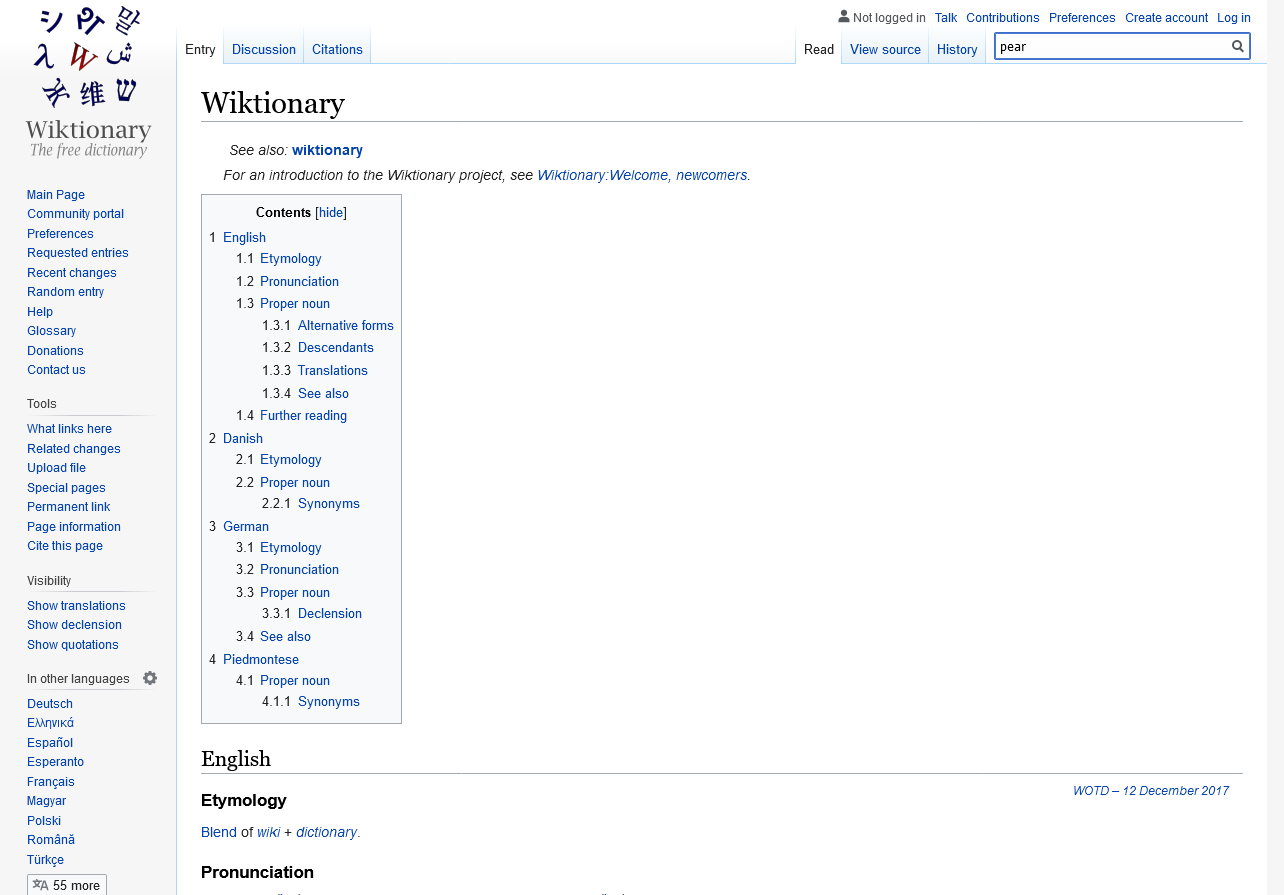 Wiktionary
The free dictionary
Not logged in Talk Contributions Preferences Create account Log in
Entry Discussion Citations Read View source History pear
Wiktionary
See also: wiktionary
For an introduction to the Wiktionary project, see Wiktionary:Welcome, newcomers.
Contents [hide]
1 English
1.1 Etymology
1.2 Pronunciation
1.3 Proper noun
1.3.1 Alternative forms
1.3.2 Descendants
1.3.3 Translations
1.3.4 See also
1.4 Further reading
2 Danish
2.1 Etymology
2.2 Proper noun
2.2.1 Synonyms
3 German
3.1 Etymology
3.2 Pronunciation
3.3 Proper noun
3.3.1 Declension
3.4 See also
4 Piedmontese
4.1 Proper noun
4.1.1 Synonyms
English
WOTD – 12 December 2017
Etymology
Blend of wiki + dictionary.
Pronunciation
Main Page
Community portal
Preferences
Requested entries
Recent changes
Random entry
Help
Glossary
Donations
Contact us
Tools
What links here
Related changes
Upload file
Special pages
Permanent link
Page information
Cite this page
Visibility
Show translations
Show declension
Show quotations
In other languages
Deutsch
Ελληνικά
Español
Esperanto
Français
Magyar
Polski
Română
Türkçe
55 more